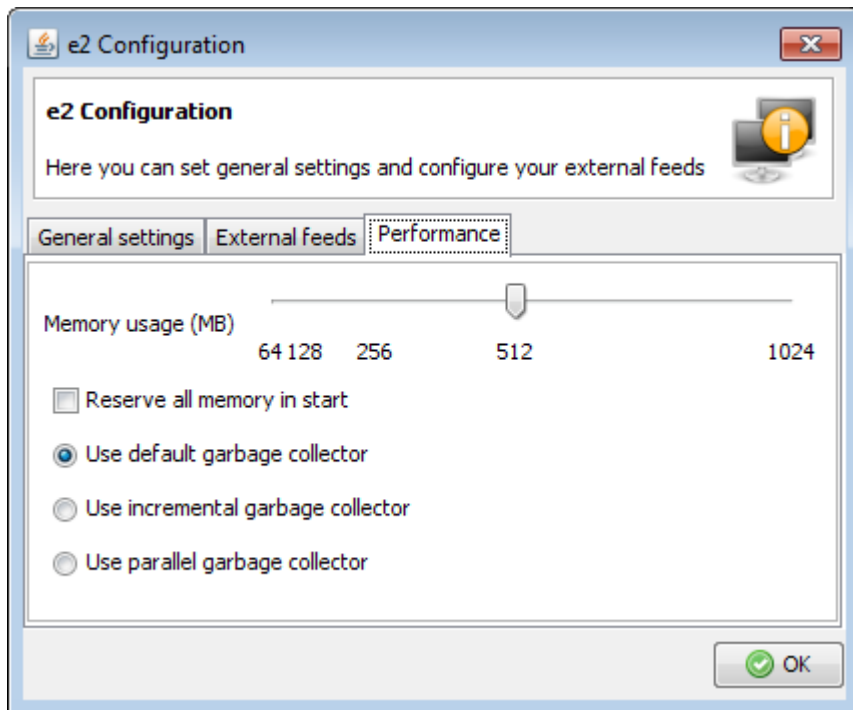 e2 Configuration
e2 Configuration
Here you can set general settings and configure your external feeds
General settings External feeds Performance
Memory usage (MB)
64 128 256 512 1024
Reserve all memory in start
Use default garbage collector
Use incremental garbage collector
Use parallel garbage collector
OK